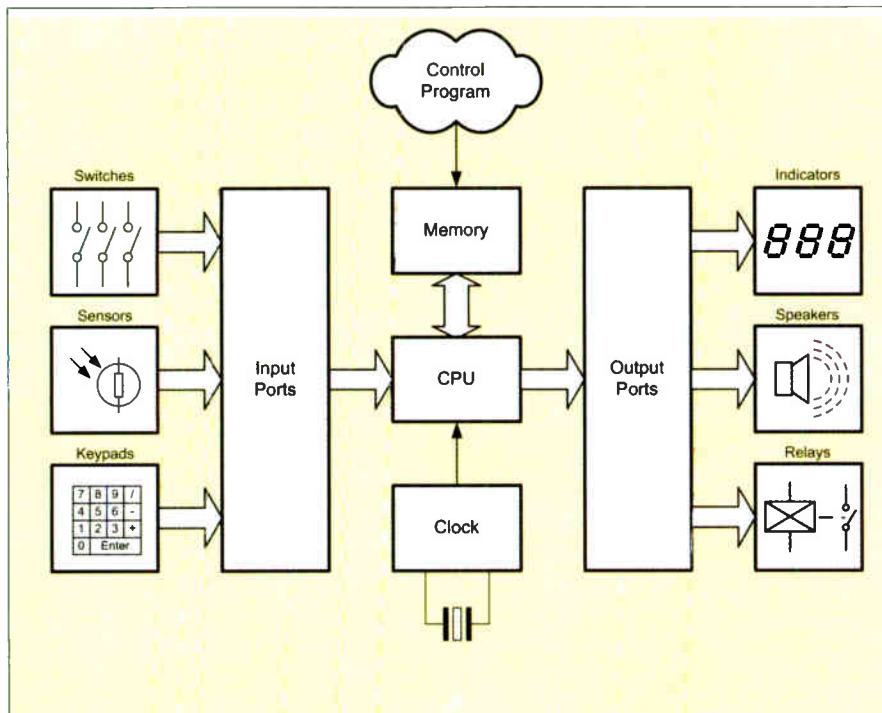 Control
Program
Switches
Indicators
Memory
888
Sensors
Speakers
Input
Ports
CPU
Output
Ports
Keypads
Relays
7 8 9 /
4 5 6 -
1 2 3 +
0 Enter
Clock